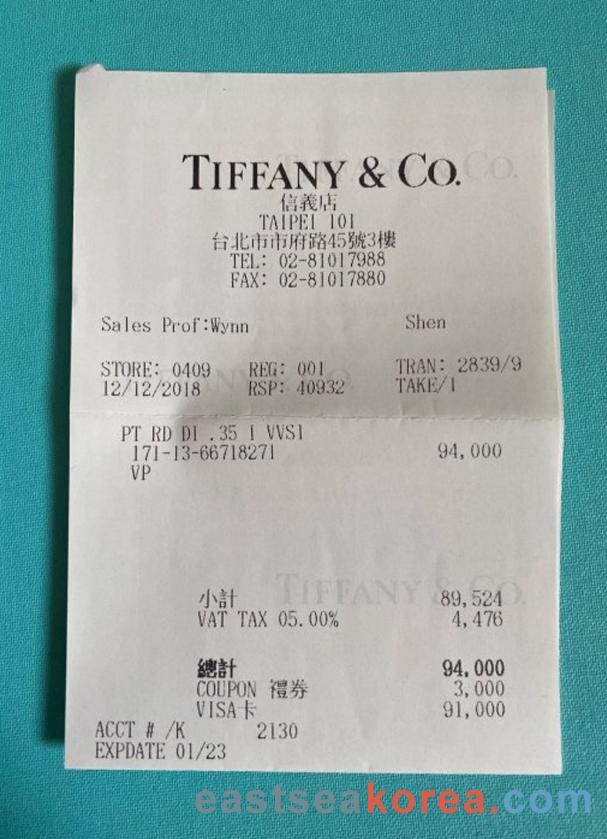 TIFFANY & CO.
信義店
TAIPEI 101
台北市市府路45號3樓
TEL: 02-81017988
FAX: 02-81017880
Sales Prof:Wynn Shen
STORE: 0409 REG: 001 TRAN: 2839/9
12/12/2018 RSP: 40932 TAKE/1
PT RD DI .35 I VVS1
171-13-66718271 94,000
VP
TIFFANY & CO.
小計 89,524
VAT TAX 05.00% 4,476
總計 94,000
COUPON 禮券 3,000
VISA卡 91,000
ACCT # /K 2130
EXPDATE 01/23
eastseakorea.com